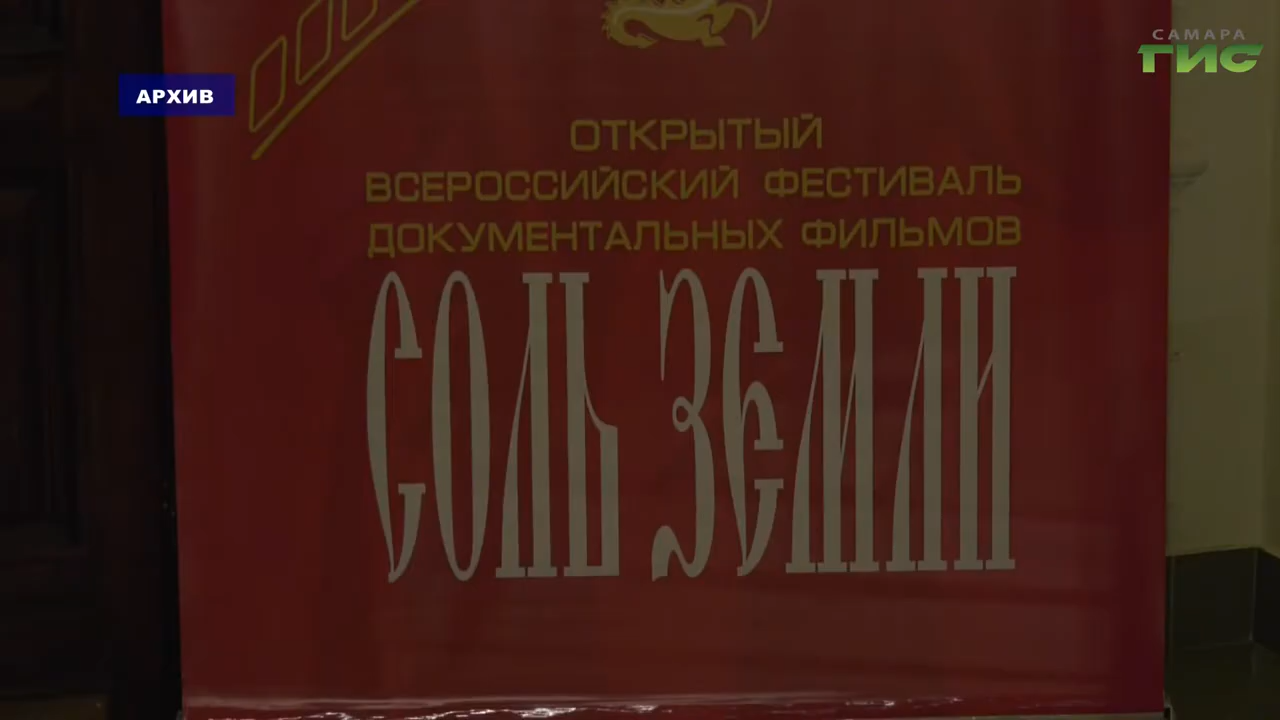 САМАРА
ГИС
АРХИВ
ОТКРЫТЫЙ
ВСЕРОССИЙСКИЙ ФЕСТИВАЛЬ
ДОКУМЕНТАЛЬНЫХ ФИЛЬМОВ
СОЛЬ ЗЕМЛИ